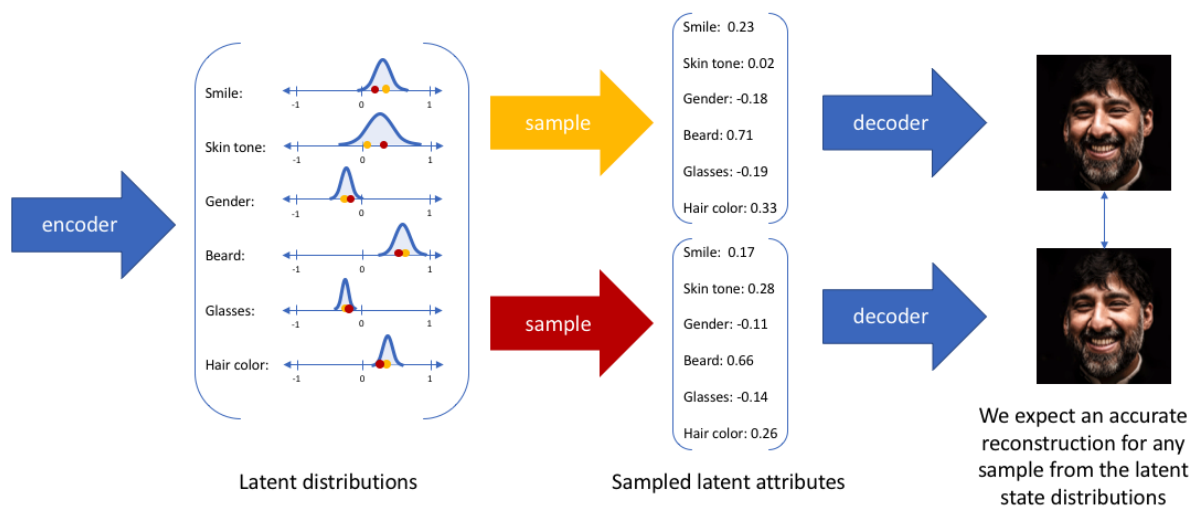 encoder
Smile:
-1 0 1
Skin tone:
-1 0 1
Gender:
-1 0 1
Beard:
-1 0 1
Glasses:
-1 0 1
Hair color:
-1 0 1
Latent distributions
sample
sample
Smile: 0.23
Skin tone: 0.02
Gender: -0.18
Beard: 0.71
Glasses: -0.19
Hair color: 0.33
Smile: 0.17
Skin tone: 0.28
Gender: -0.11
Beard: 0.66
Glasses: -0.14
Hair color: 0.26
Sampled latent attributes
decoder
decoder
We expect an accurate
reconstruction for any
sample from the latent
state distributions